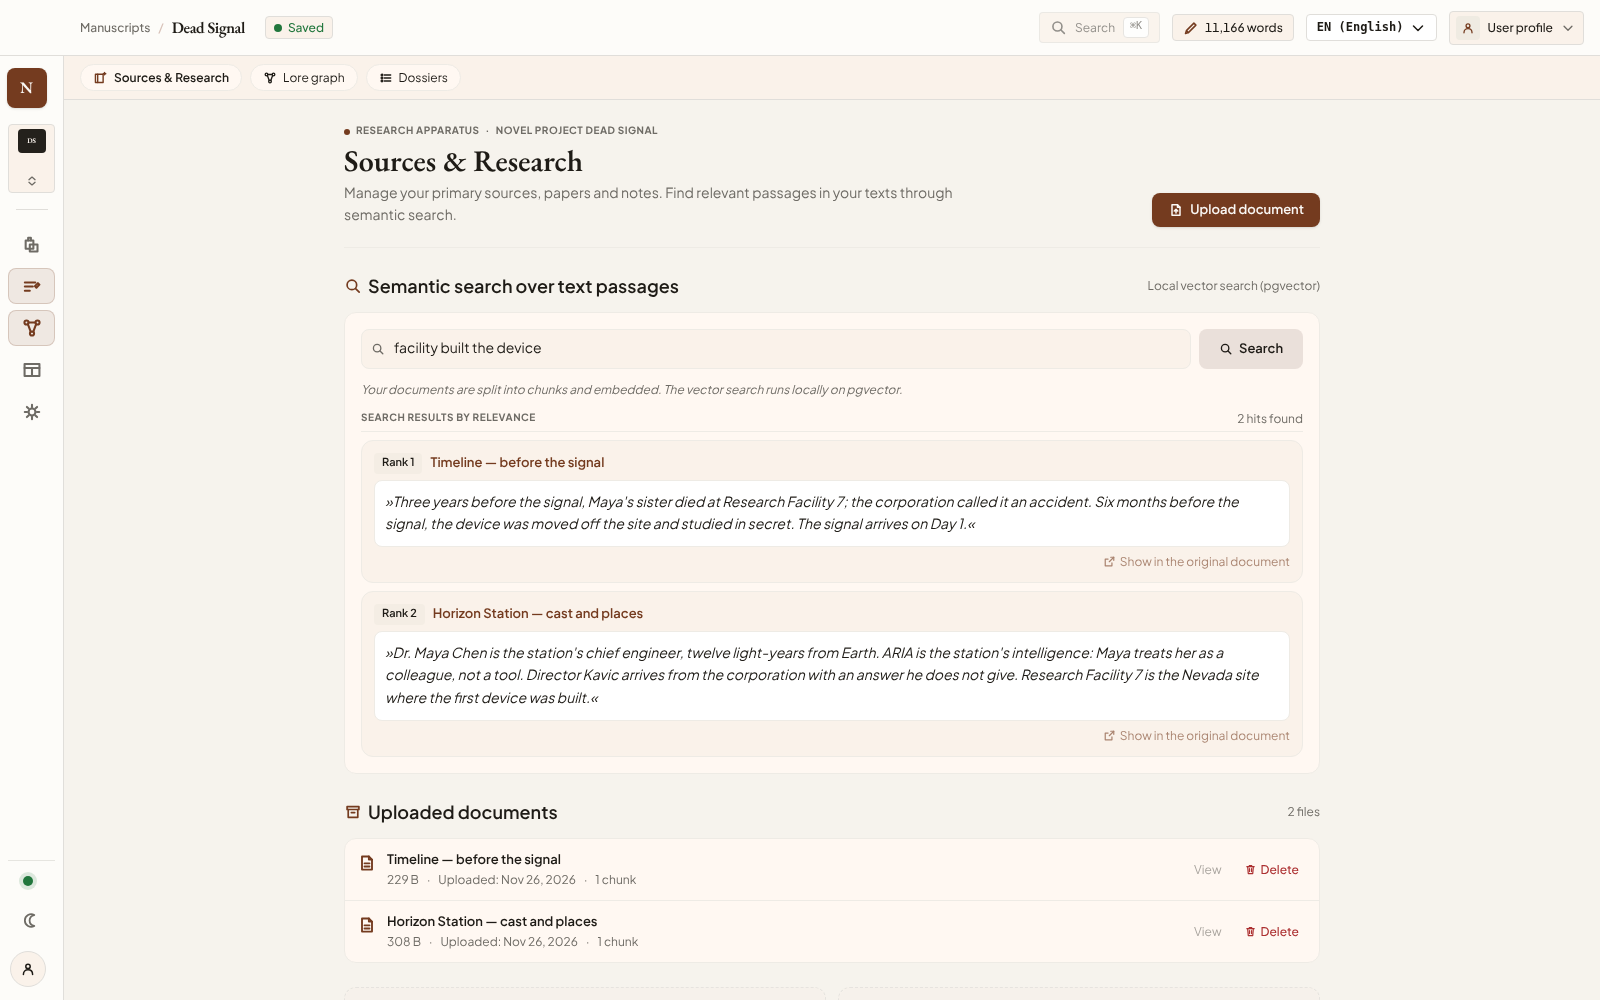 Manuscripts / Dead Signal
Saved
Search ⌘K
11,166 words
EN (English)
User profile
N
DS
Sources & Research
Lore graph
Dossiers
RESEARCH APPARATUS · NOVEL PROJECT DEAD SIGNAL
Sources & Research
Manage your primary sources, papers and notes. Find relevant passages in your texts through
semantic search.
Upload document
Semantic search over text passages
Local vector search (pgvector)
facility built the device
Search
Your documents are split into chunks and embedded. The vector search runs locally on pgvector.
SEARCH RESULTS BY RELEVANCE
2 hits found
Rank 1 Timeline — before the signal
»Three years before the signal, Maya's sister died at Research Facility 7; the corporation called it an accident. Six months before the
signal, the device was moved off the site and studied in secret. The signal arrives on Day 1.«
Show in the original document
Rank 2 Horizon Station — cast and places
»Dr. Maya Chen is the station's chief engineer, twelve light-years from Earth. ARIA is the station's intelligence: Maya treats her as a
colleague, not a tool. Director Kavic arrives from the corporation with an answer he does not give. Research Facility 7 is the Nevada site
where the first device was built.«
Show in the original document
Uploaded documents
2 files
Timeline — before the signal
229 B · Uploaded: Nov 26, 2026 · 1 chunk
View
Delete
Horizon Station — cast and places
308 B · Uploaded: Nov 26, 2026 · 1 chunk
View
Delete